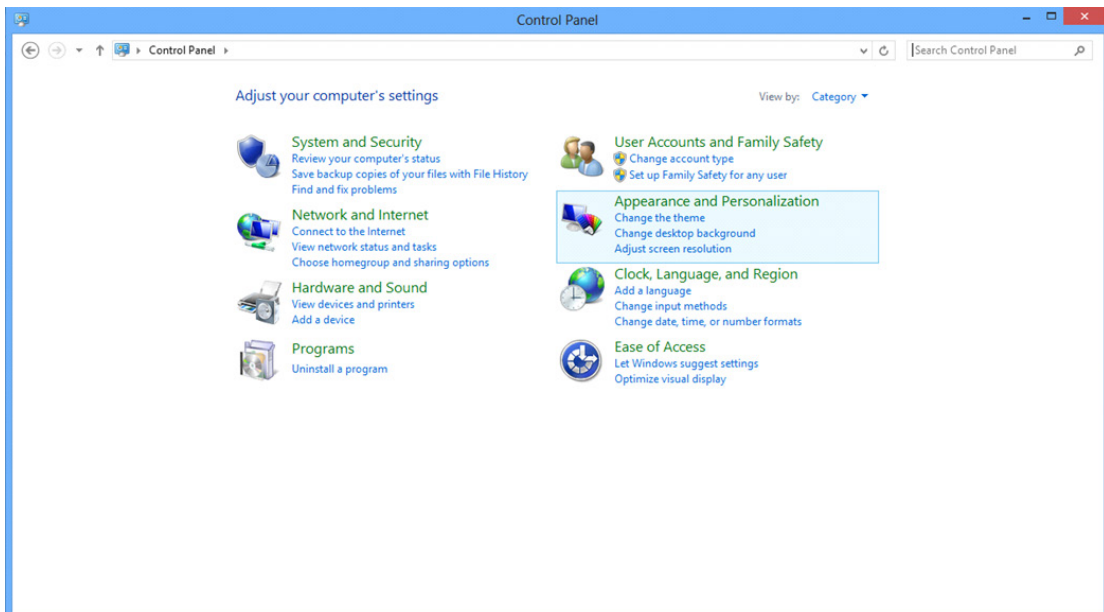 Control Panel
Control Panel
Search Control Panel
Adjust your computer's settings
View by: Category
System and Security
Review your computer's status
Save backup copies of your files with File History
Find and fix problems
Network and Internet
Connect to the Internet
View network status and tasks
Choose homegroup and sharing options
Hardware and Sound
View devices and printers
Add a device
Programs
Uninstall a program
User Accounts and Family Safety
Change account type
Set up Family Safety for any user
Appearance and Personalization
Change the theme
Change desktop background
Adjust screen resolution
Clock, Language, and Region
Add a language
Change input methods
Change date, time, or number formats
Ease of Access
Let Windows suggest settings
Optimize visual display